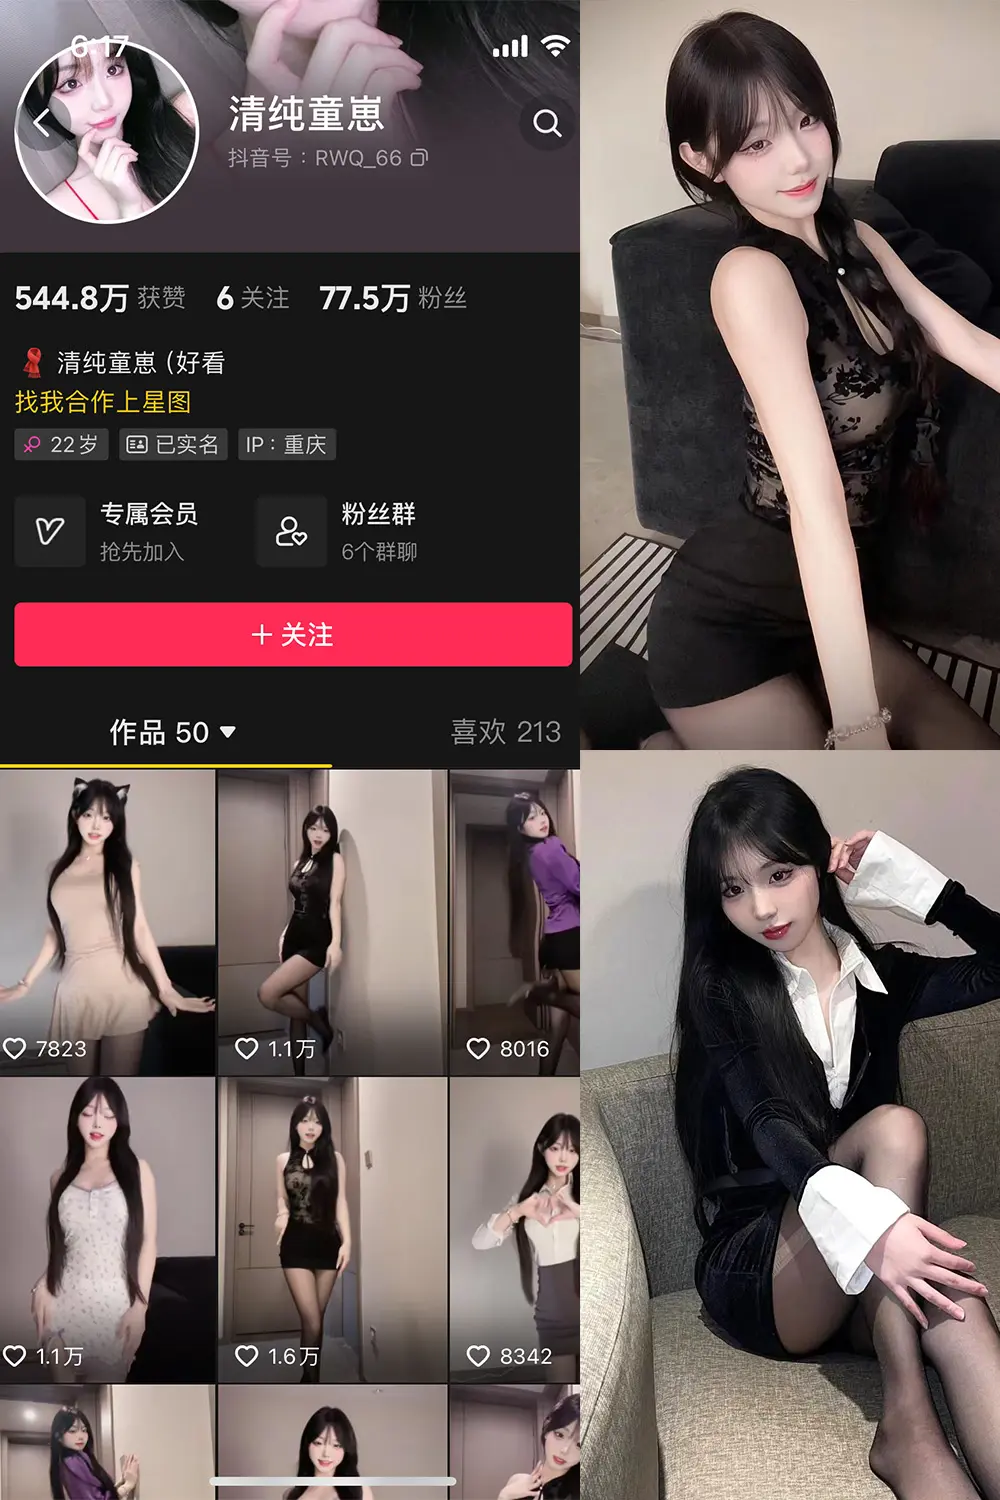 6:17
清纯童崽
抖音号：RWQ_66
544.8万 获赞 6 关注 77.5万 粉丝
清纯童崽（好看
找我合作上星图
22岁 已实名 IP：重庆
专属会员 粉丝群
抢先加入 6个群聊
＋关注
作品 50 喜欢 213
7823 1.1万 8016
1.1万 1.6万 8342